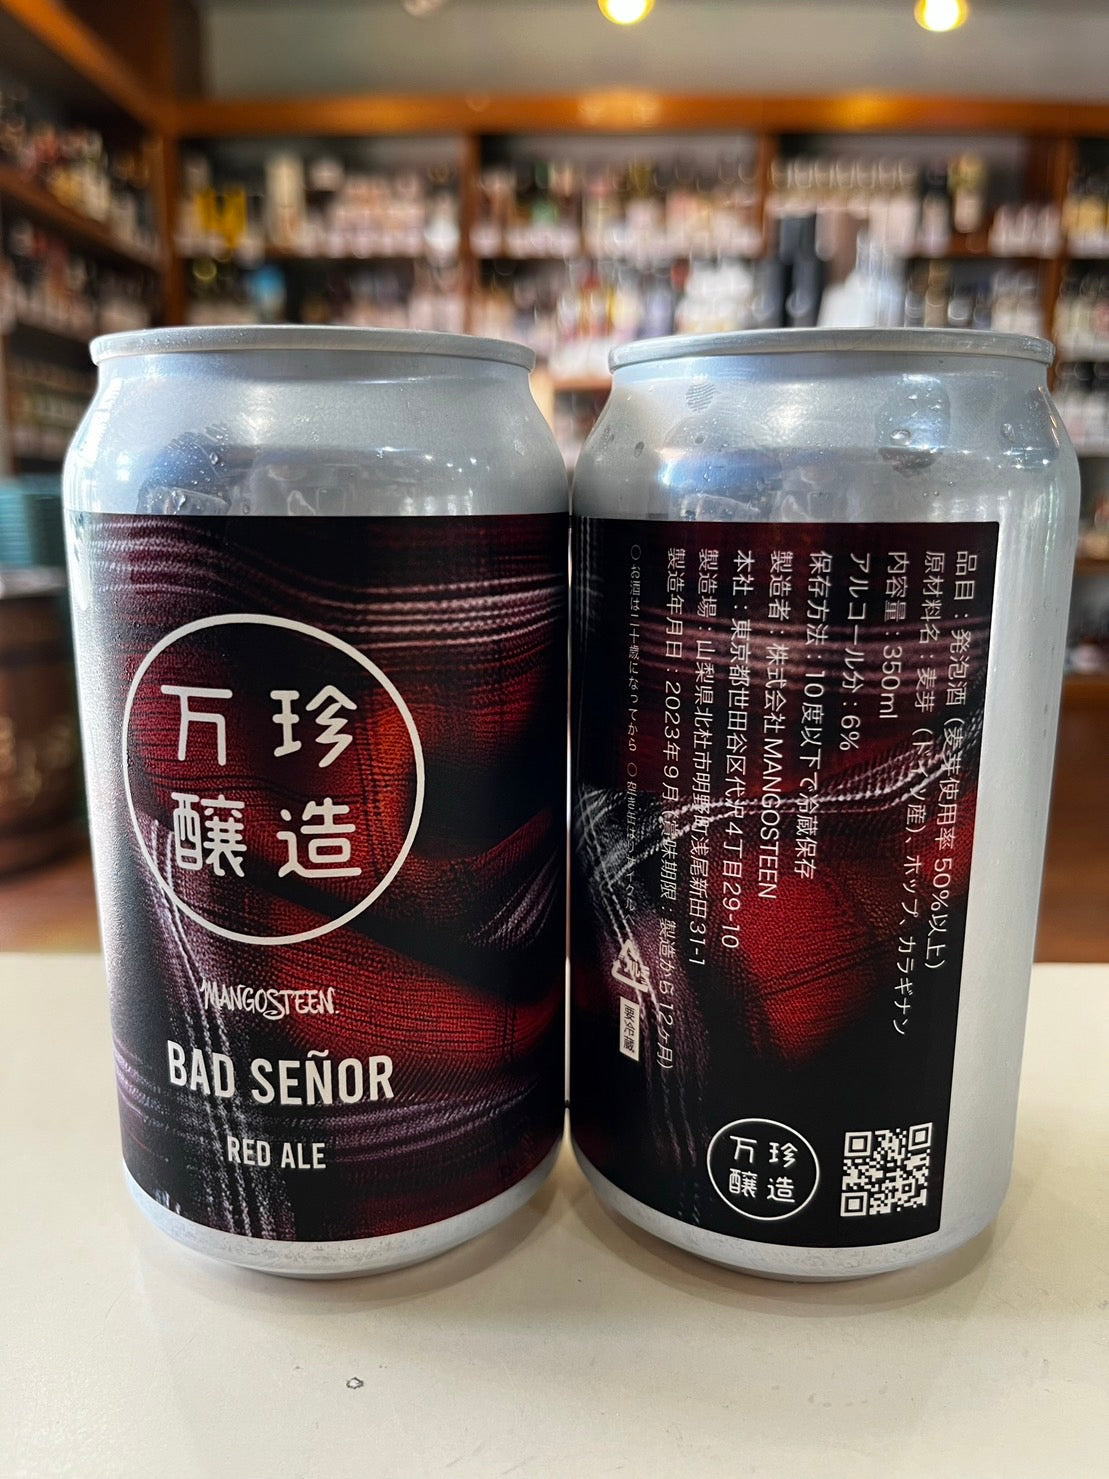 万珍
醸造
MANGOSTEEN
BAD SEÑOR
RED ALE
品目：発泡酒（麦芽使用率 50%以上）
原材料名：麦芽（ドイツ産）、ホップ、カラギナン
内容量：350ml
アルコール分：6%
保存方法：10度以下で冷蔵保存
製造者：株式会社MANGOSTEEN
本社：東京都世田谷区代沢4丁目29-10
製造場：山梨県北杜市明野町浅尾新田31-1
製造年月日：2023年9月（賞味期限：製造から12ヶ月）
要冷蔵
万珍
醸造